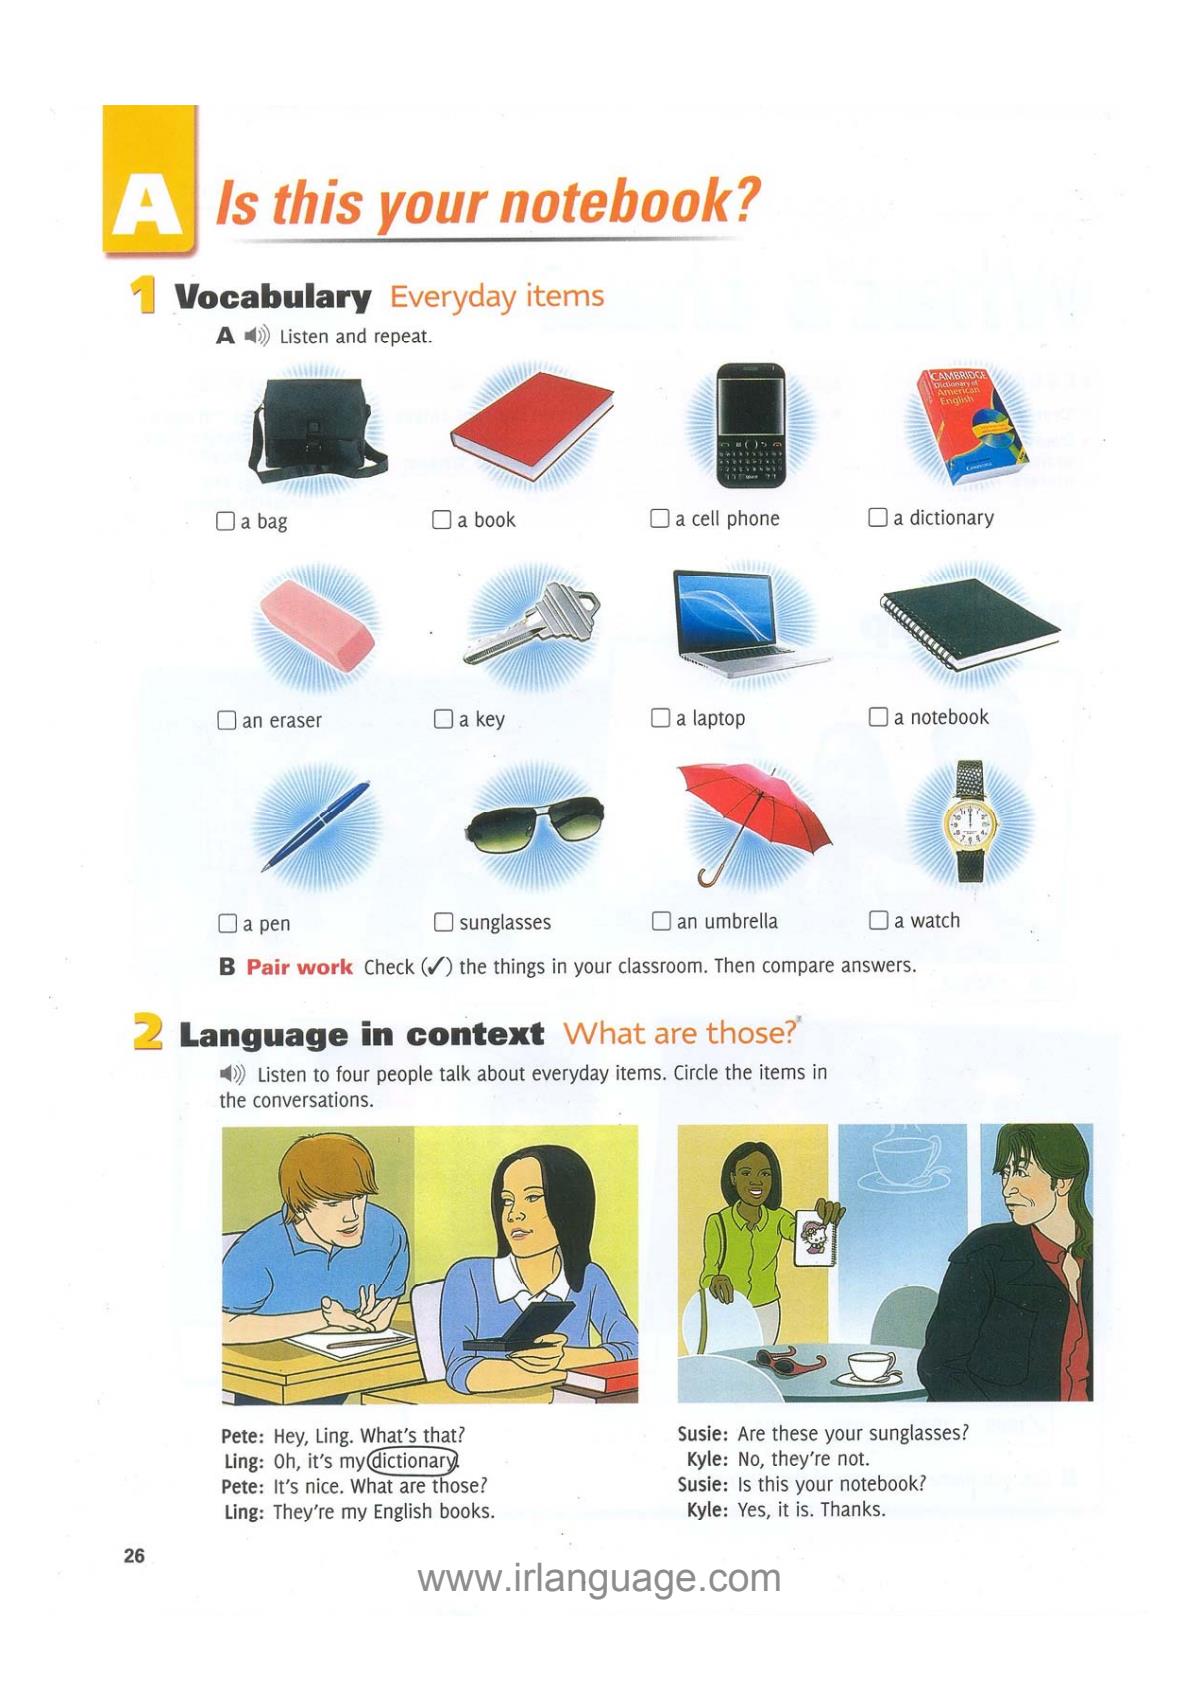 A
Is this your notebook?
1 Vocabulary Everyday items
A Listen and repeat.
CAMBRIDGE
Dictionary of
American
English
a bag
a book
a cell phone
a dictionary
an eraser
a key
a laptop
a notebook
a pen
sunglasses
an umbrella
a watch
B Pair work Check (✓) the things in your classroom. Then compare answers.
2 Language in context What are those?
Listen to four people talk about everyday items. Circle the items in
the conversations.
Pete: Hey, Ling. What's that?
Ling: Oh, it's my dictionary.
Pete: It's nice. What are those?
Ling: They're my English books.
Susie: Are these your sunglasses?
Kyle: No, they're not.
Susie: Is this your notebook?
Kyle: Yes, it is. Thanks.
26
www.irlanguage.com